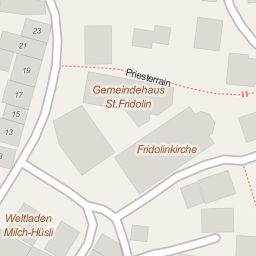 23
21
19
17
15
13
Priesterrain
Gemeindehaus
St.Fridolin
Fridolinkirche
Weltladen
Milch-Hüsli